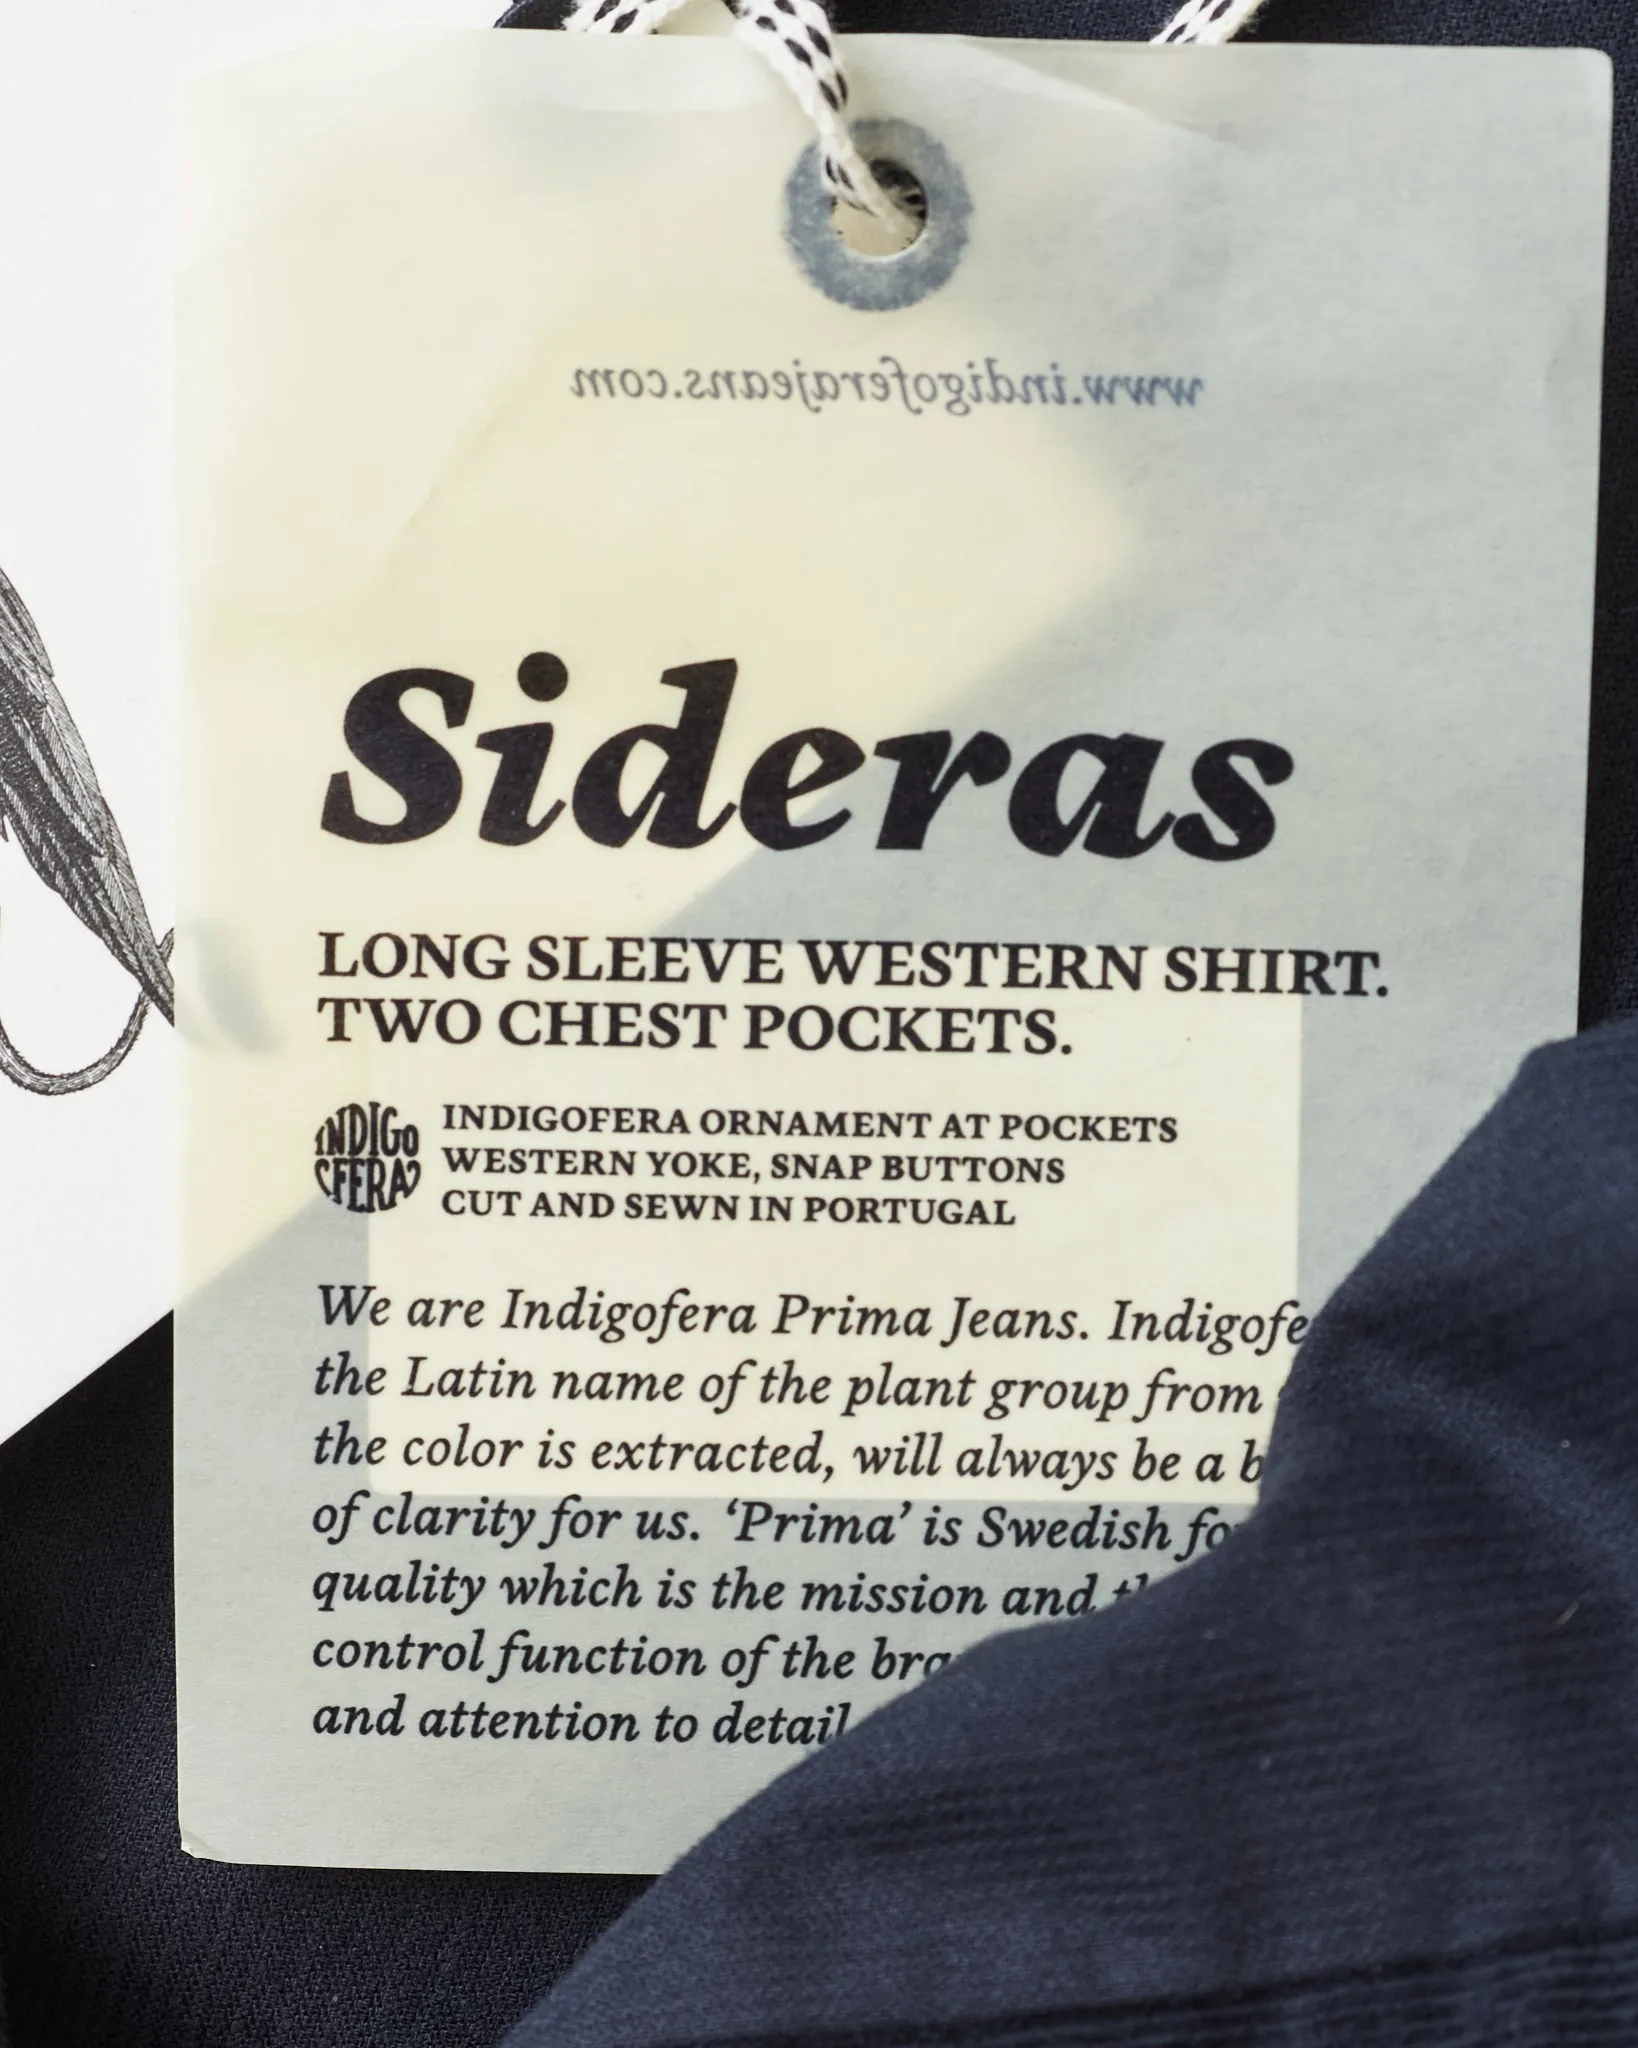 www.indigoferajeans.com
Sideras
LONG SLEEVE WESTERN SHIRT.
TWO CHEST POCKETS.
INDIGOFERA
INDIGOFERA ORNAMENT AT POCKETS
WESTERN YOKE, SNAP BUTTONS
CUT AND SEWN IN PORTUGAL
We are Indigofera Prima Jeans.
the Latin name of the plant group from
the color is extracted, will always be a
of clarity for us. ‘Prima’ is Swedish
quality which is the mission and
control function of the
and attention to detail